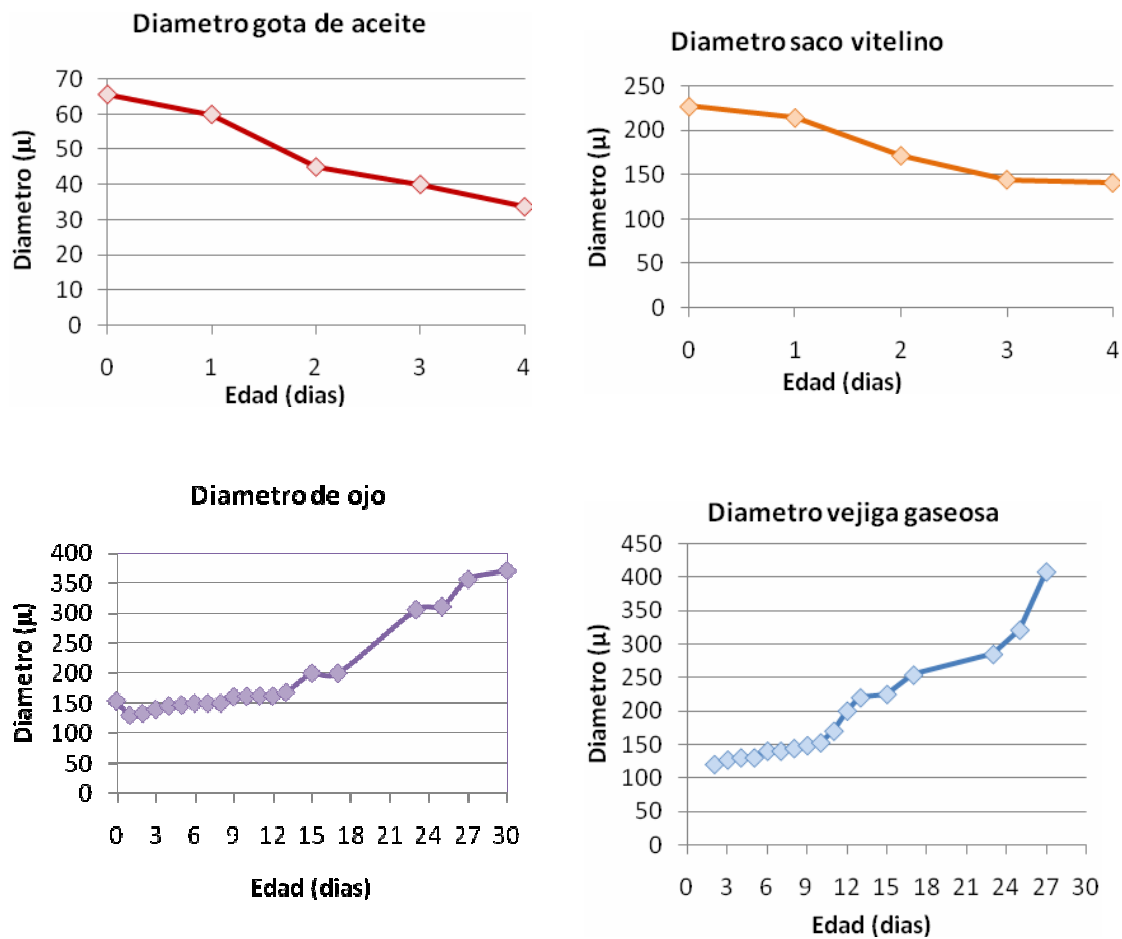 Diametro gota de aceite
Diametro (µ)
70
60
50
40
30
20
10
0
0 1 2 3 4
Edad (dias)
Diametro saco vitelino
Diametro (µ)
250
200
150
100
50
0
0 1 2 3 4
Edad (dias)
Diametro de ojo
Diametro (µ)
400
350
300
250
200
150
100
50
0
0 3 6 9 12 15 18 21 24 27 30
Edad (dias)
Diametro vejiga gaseosa
Diametro (µ)
450
400
350
300
250
200
150
100
50
0
0 3 6 9 12 15 18 21 24 27 30
Edad (dias)